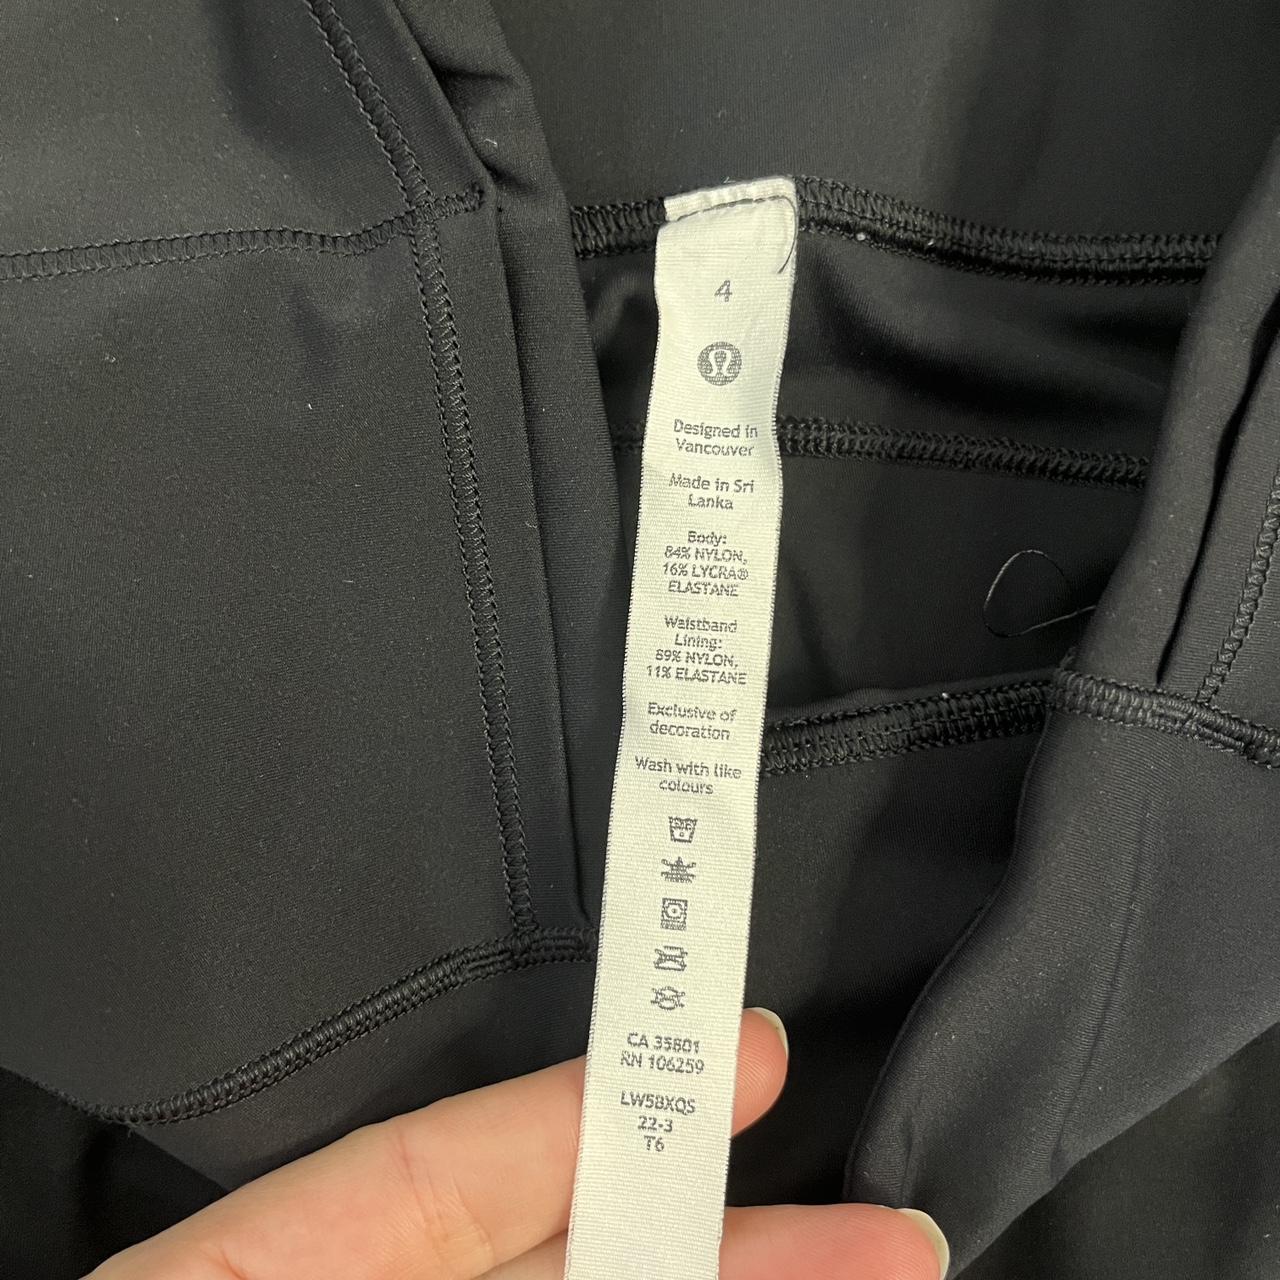 4
Designed in
Vancouver
Made in Sri
Lanka
Body:
84% NYLON,
16% LYCRA®
ELASTANE
Waistband
Lining:
89% NYLON,
11% ELASTANE
Exclusive of
decoration
Wash with like
colours
CA 35801
RN 106259
LW5BXQS
22-3
T6